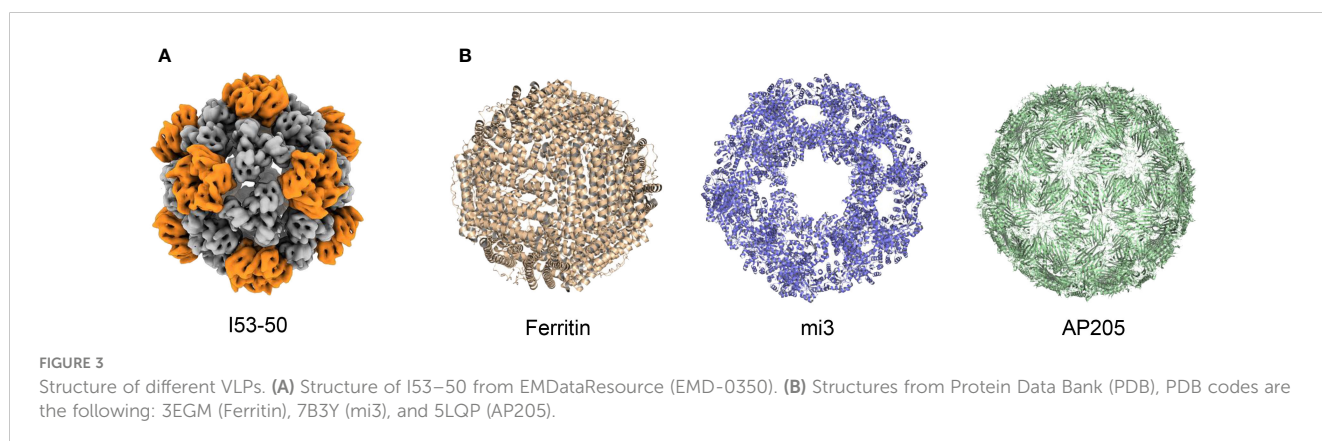 A
B
I53-50
Ferritin
mi3
AP205
FIGURE 3
Structure of different VLPs. (A) Structure of I53–50 from EMDataResource (EMD-0350). (B) Structures from Protein Data Bank (PDB), PDB codes are
the following: 3EGM (Ferritin), 7B3Y (mi3), and 5LQP (AP205).